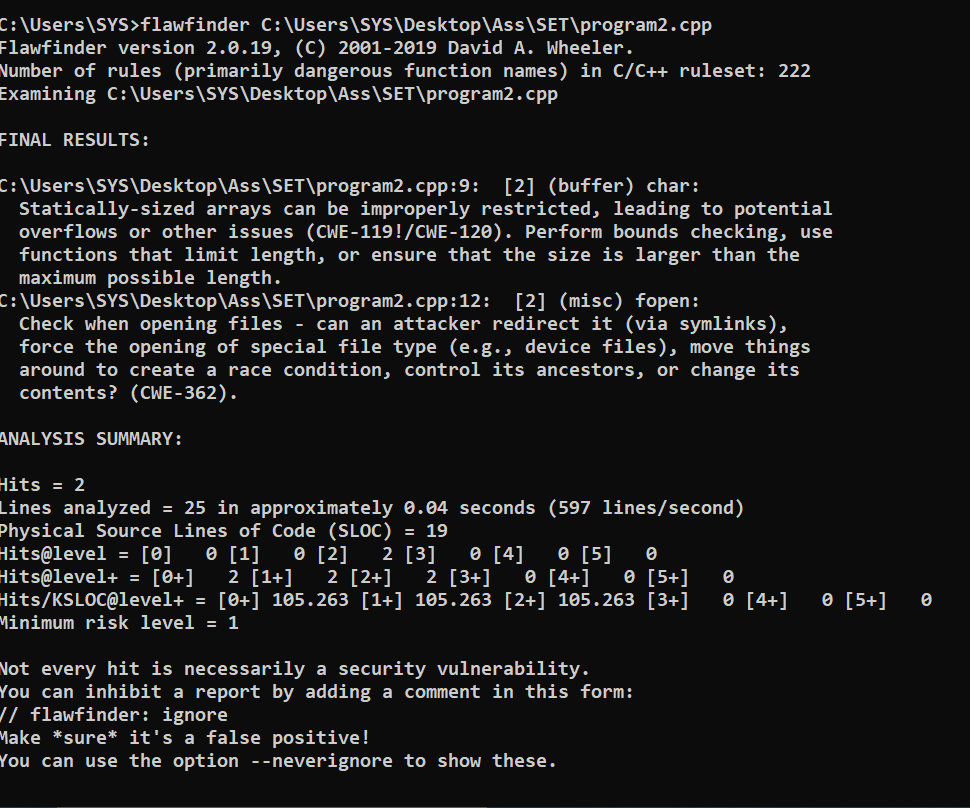 C:\Users\SYS>flawfinder C:\Users\SYS\Desktop\Ass\SET\program2.cpp
Flawfinder version 2.0.19, (C) 2001-2019 David A. Wheeler.
Number of rules (primarily dangerous function names) in C/C++ ruleset: 222
Examining C:\Users\SYS\Desktop\Ass\SET\program2.cpp
FINAL RESULTS:
C:\Users\SYS\Desktop\Ass\SET\program2.cpp:9:  [2] (buffer) char:
  Statically-sized arrays can be improperly restricted, leading to potential
  overflows or other issues (CWE-119!/CWE-120). Perform bounds checking, use
  functions that limit length, or ensure that the size is larger than the
  maximum possible length.
C:\Users\SYS\Desktop\Ass\SET\program2.cpp:12:  [2] (misc) fopen:
  Check when opening files - can an attacker redirect it (via symlinks),
  force the opening of special file type (e.g., device files), move things
  around to create a race condition, control its ancestors, or change its
  contents? (CWE-362).
ANALYSIS SUMMARY:
Hits = 2
Lines analyzed = 25 in approximately 0.04 seconds (597 lines/second)
Physical Source Lines of Code (SLOC) = 19
Hits@level = [0]   0 [1]   0 [2]   2 [3]   0 [4]   0 [5]   0
Hits@level+ = [0+]   2 [1+]   2 [2+]   2 [3+]   0 [4+]   0 [5+]   0
Hits/KSLOC@level+ = [0+] 105.263 [1+] 105.263 [2+] 105.263 [3+]   0 [4+]   0 [5+]   0
Minimum risk level = 1
Not every hit is necessarily a security vulnerability.
You can inhibit a report by adding a comment in this form:
// flawfinder: ignore
Make *sure* it's a false positive!
You can use the option --neverignore to show these.